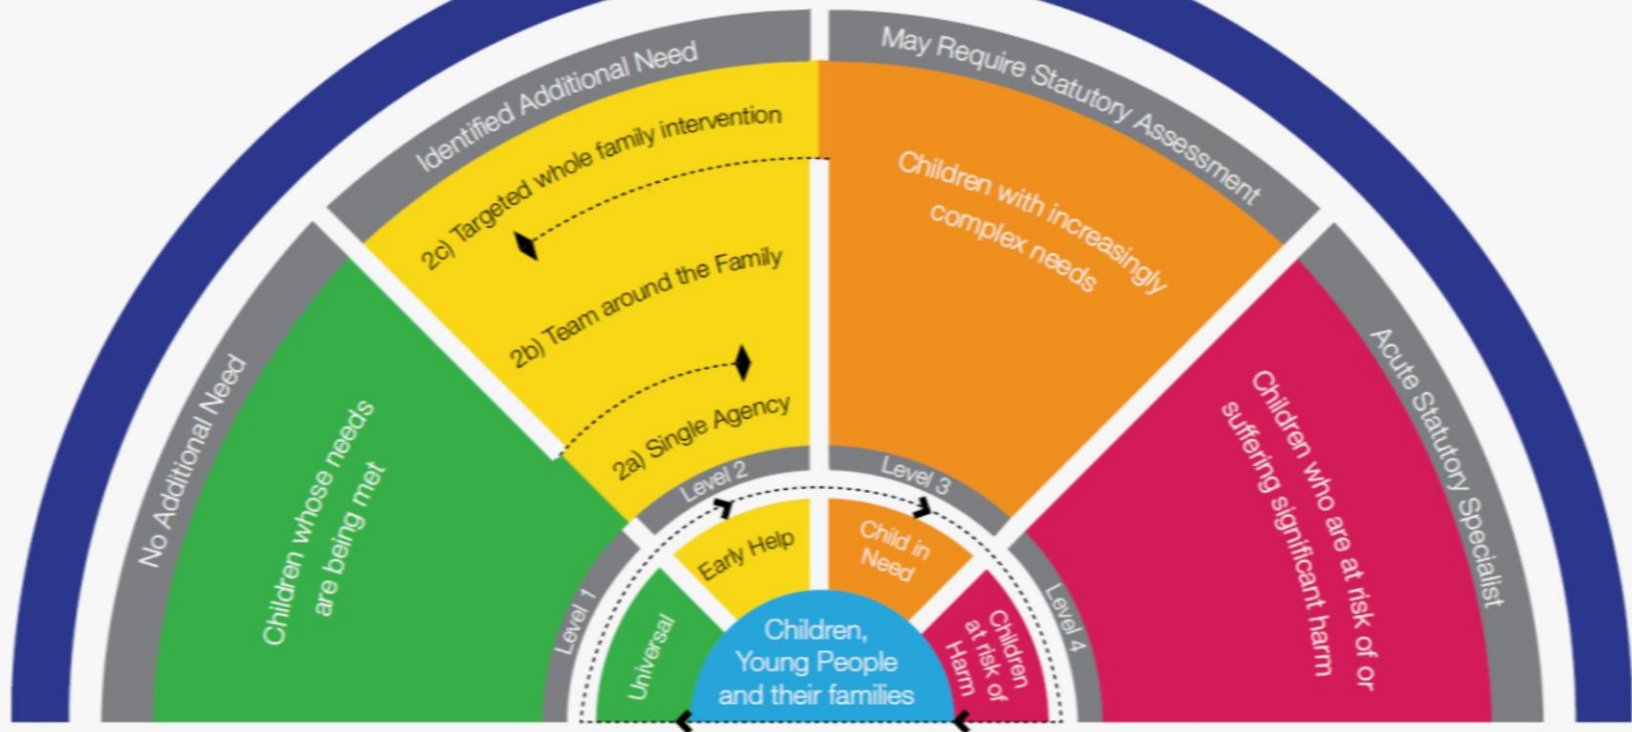 No Additional Need
Children whose needs
are being met
Level 1
Universal
Identified Additional Need
2c) Targeted whole family intervention
2b) Team around the Family
2a) Single Agency
Level 2
Early Help
May Require Statutory Assessment
Children with increasingly
complex needs
Level 3
Child in
Need
Acute Statutory Specialist
Children who are at risk of or
suffering significant harm
Level 4
Children
at risk of
Harm
Children,
Young People
and their families